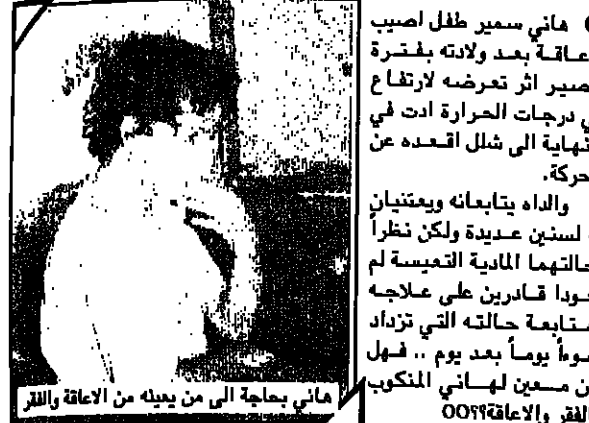 هاني سمير طفل اصيب
عاقة بعد ولادته بفترة
صير اثر تعرضه لارتفاع
ي درجات الحرارة ادت في
نهاية الى شلل اقعده عن
حركة.
والداه يتابعانه ويعتنيان
لسنين عديدة ولكن نظراً
حالتهما المادية التعيسة لم
عودا قادرين على علاجه
متابعة حالته التي تزداد
سوءاً يوماً بعد يوم .. فهل
ن معين لهاني المنكوب
الفقر والاعاقة؟؟OO
هاني بحاجة الى من يعينه من الاعاقة والفقر